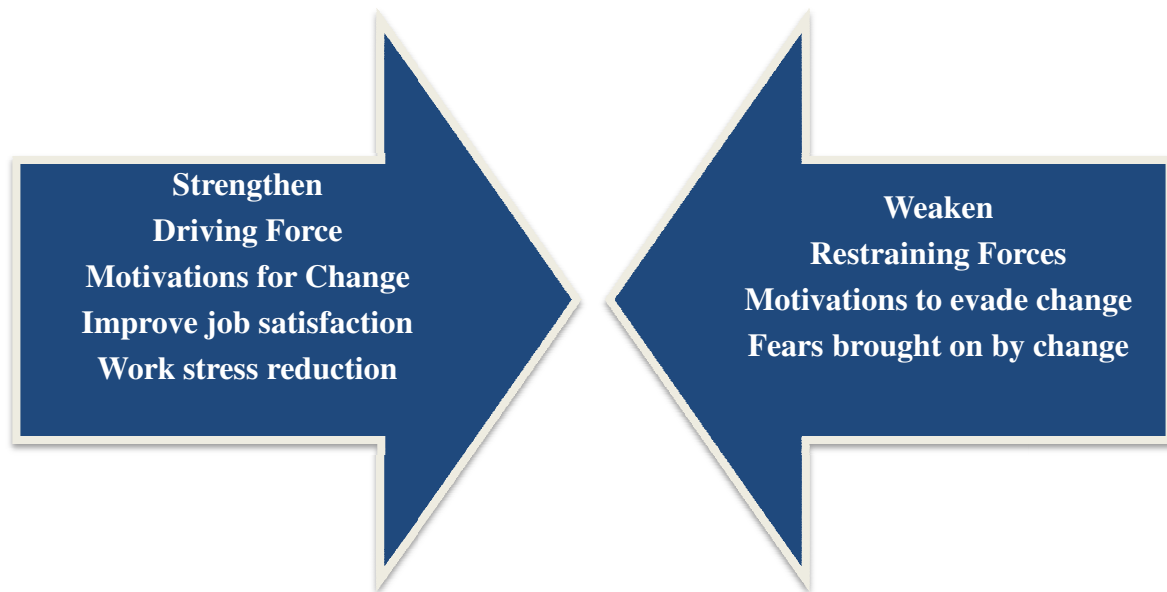 Strengthen
Driving Force
Motivations for Change
Improve job satisfaction
Work stress reduction
Weaken
Restraining Forces
Motivations to evade change
Fears brought on by change